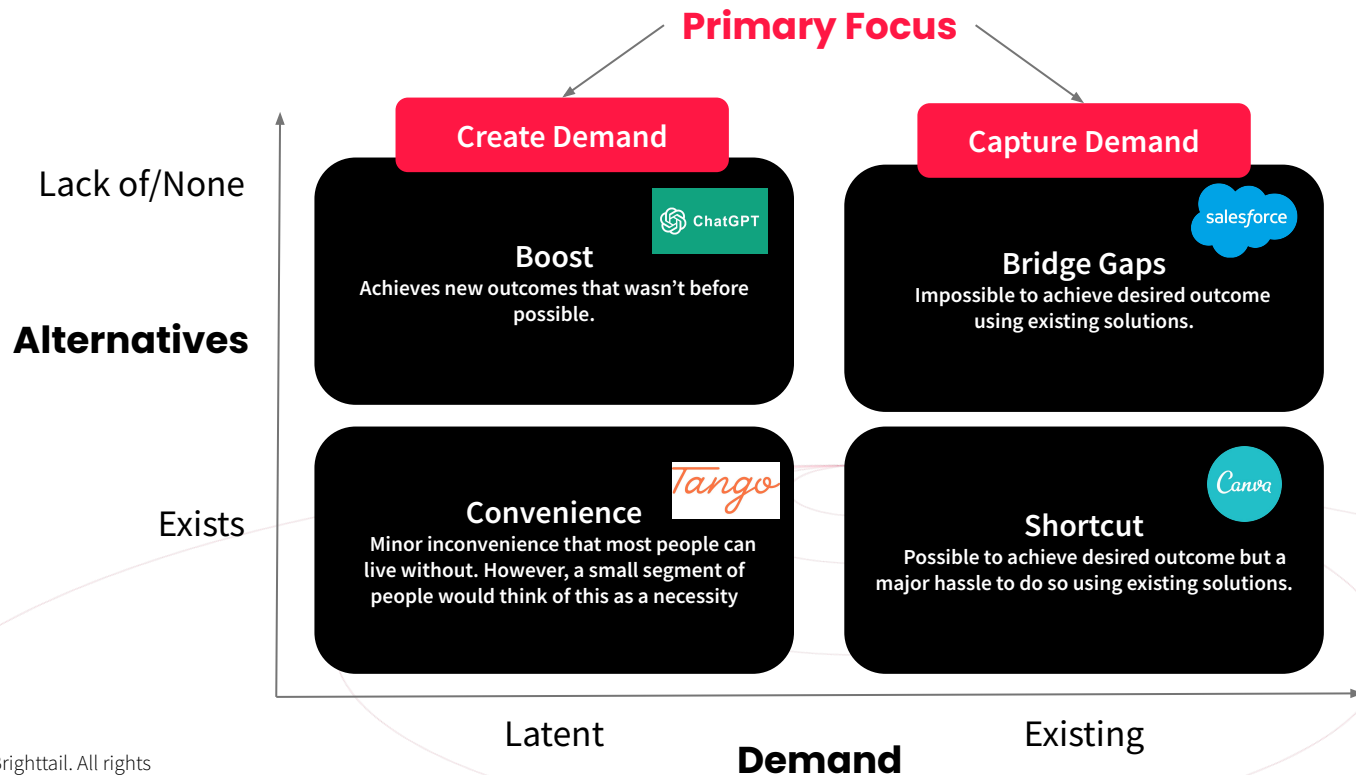 Primary Focus
Create Demand
Capture Demand
Lack of/None
ChatGPT
salesforce
Boost
Achieves new outcomes that wasn't before
possible.
Bridge Gaps
Impossible to achieve desired outcome
using existing solutions.
Alternatives
Tango
Canva
Exists
Convenience
Minor inconvenience that most people can
live without. However, a small segment of
people would think of this as a necessity
Shortcut
Possible to achieve desired outcome but a
major hassle to do so using existing solutions.
Latent
Existing
Demand
righttail. All rights